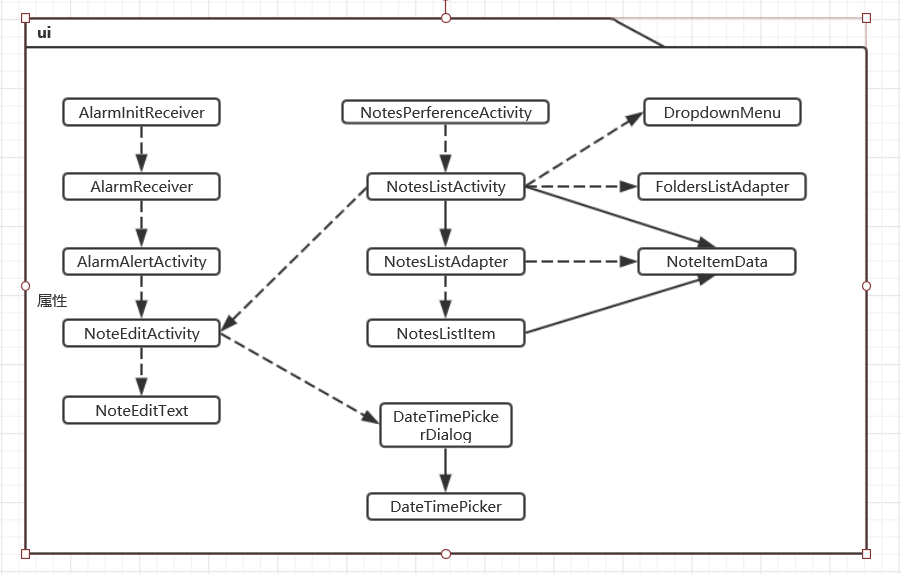 ui
AlarmInitReceiver
NotesPerferenceActivity
DropdownMenu
AlarmReceiver
NotesListActivity
FoldersListAdapter
AlarmAlertActivity
NotesListAdapter
NoteItemData
属性
NoteEditActivity
NotesListItem
NoteEditText
DateTimePicke
rDialog
DateTimePicker